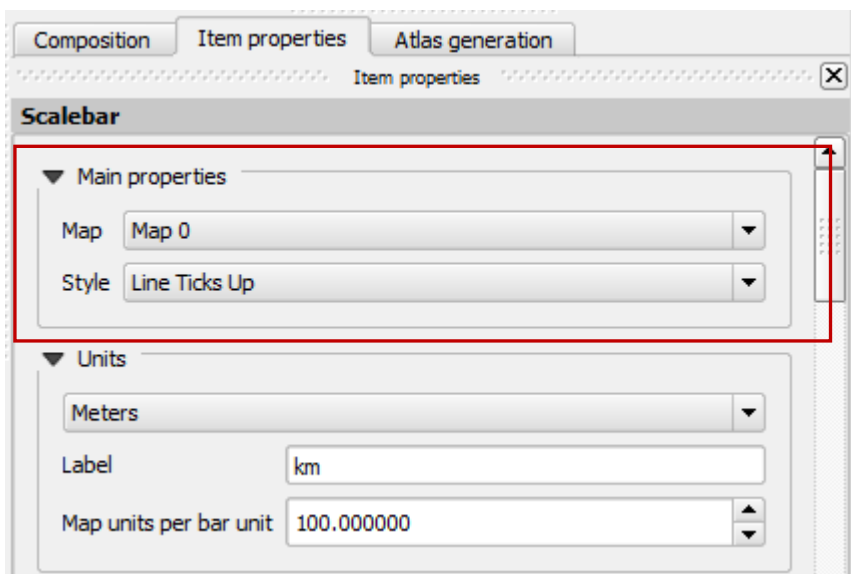 Composition Item properties Atlas generation
Item properties
Scalebar
Main properties
Map Map 0
Style Line Ticks Up
Units
Meters
Label km
Map units per bar unit 100.000000